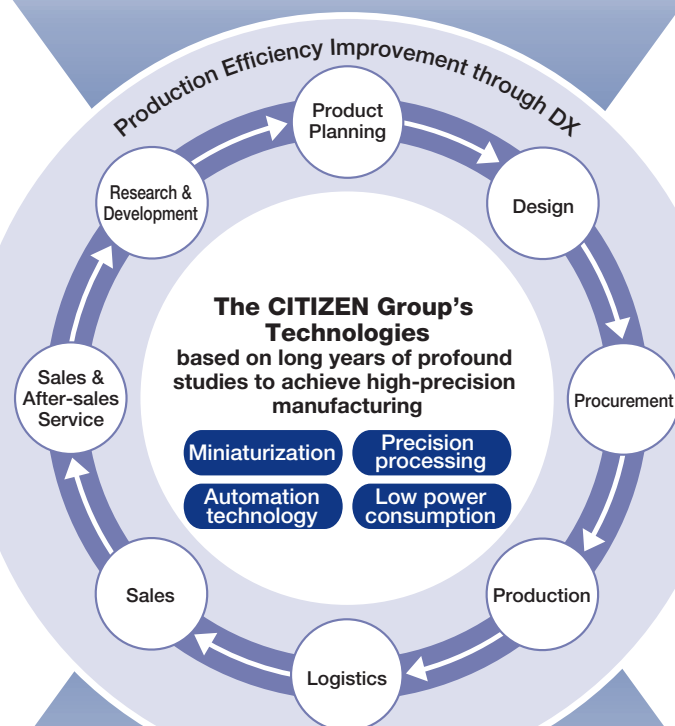 Production Efficiency Improvement through DX
Product
Planning
Design
Procurement
Production
Logistics
Sales
Sales &
After-sales
Service
Research &
Development
The CITIZEN Group's
Technologies
based on long years of profound
studies to achieve high-precision
manufacturing
Miniaturization
Precision
processing
Automation
technology
Low power
consumption